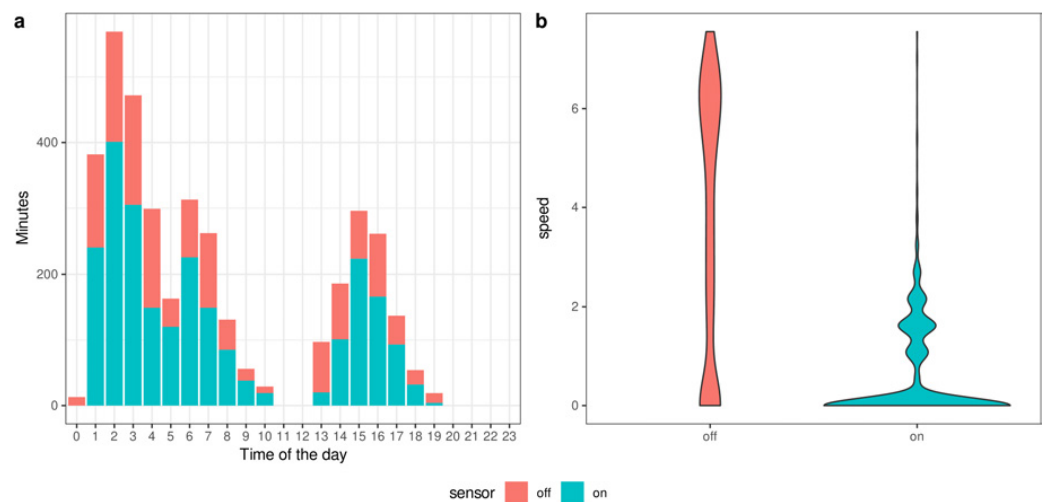 a
Minutes
400
200
0
0 1 2 3 4 5 6 7 8 9 10 11 12 13 14 15 16 17 18 19 20 21 22 23
Time of the day
b
speed
6
4
2
0
off on
sensor off on